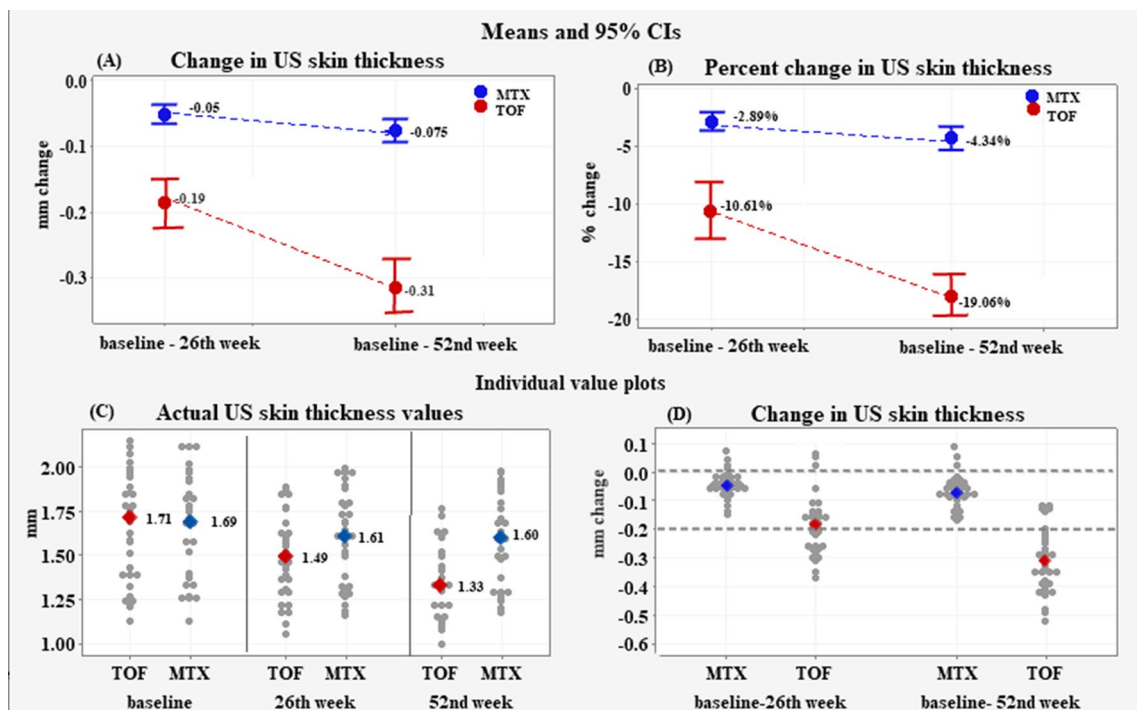 Means and 95% CIs
(A) Change in US skin thickness
MTX
TOF
0.0
-0.1
-0.2
-0.3
mm change
-0.05
-0.075
-0.19
-0.31
baseline - 26th week
baseline - 52nd week
(B) Percent change in US skin thickness
MTX
TOF
0
-5
-10
-15
-20
% change
-2.89%
-4.34%
-10.61%
-19.06%
baseline - 26th week
baseline - 52nd week
Individual value plots
(C) Actual US skin thickness values
2.00
1.75
1.50
1.25
1.00
mm
1.71
1.69
1.49
1.61
1.33
1.60
TOF MTX TOF MTX TOF MTX
baseline 26th week 52nd week
(D) Change in US skin thickness
0.1
0.0
-0.1
-0.2
-0.3
-0.4
-0.5
-0.6
mm change
MTX TOF MTX TOF
baseline-26th week baseline- 52nd week